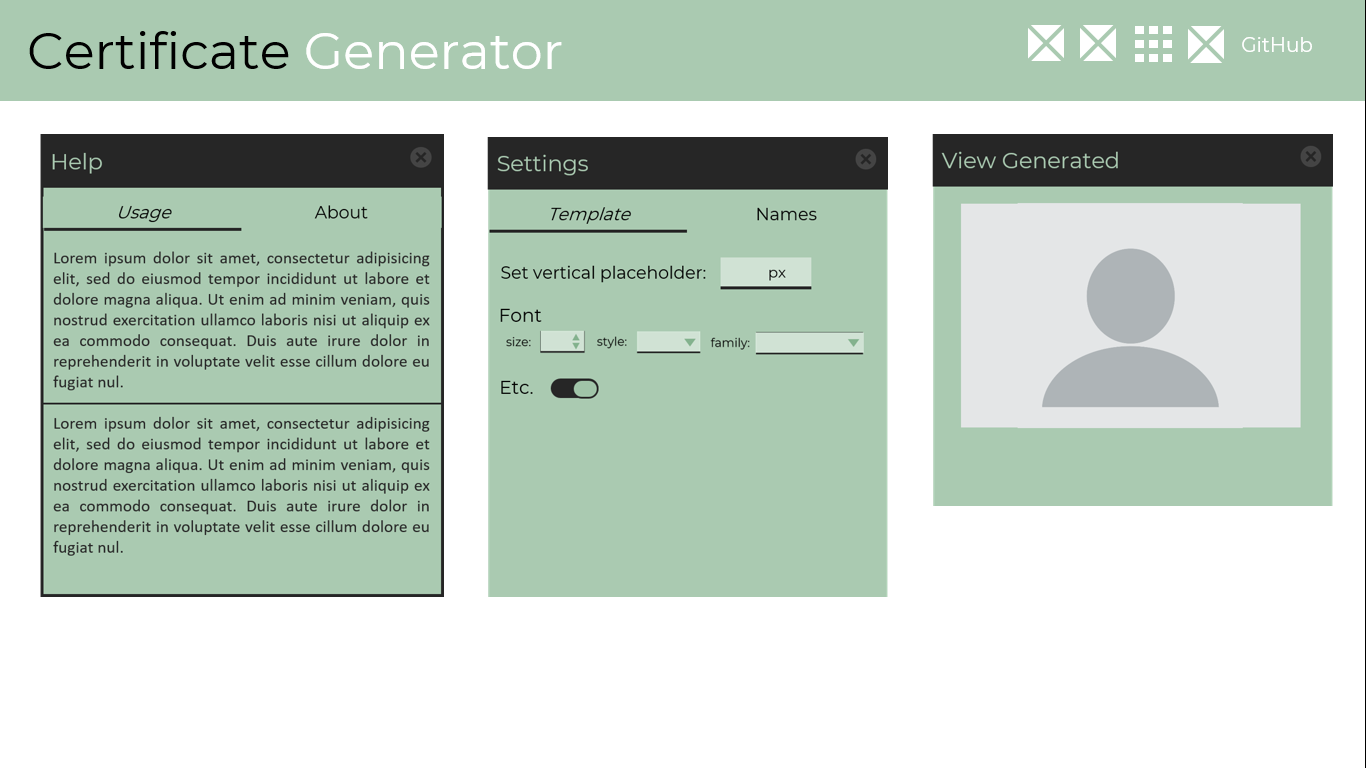 Certificate Generator
GitHub
Help
Usage About
Lorem ipsum dolor sit amet, consectetur adipisicing
elit, sed do eiusmod tempor incididunt ut labore et
dolore magna aliqua. Ut enim ad minim veniam, quis
nostrud exercitation ullamco laboris nisi ut aliquip ex
ea commodo consequat. Duis aute irure dolor in
reprehenderit in voluptate velit esse cillum dolore eu
fugiat nul.
Lorem ipsum dolor sit amet, consectetur adipisicing
elit, sed do eiusmod tempor incididunt ut labore et
dolore magna aliqua. Ut enim ad minim veniam, quis
nostrud exercitation ullamco laboris nisi ut aliquip ex
ea commodo consequat. Duis aute irure dolor in
reprehenderit in voluptate velit esse cillum dolore eu
fugiat nul.
Settings
Template Names
Set vertical placeholder: px
Font
size: style: family:
Etc.
View Generated